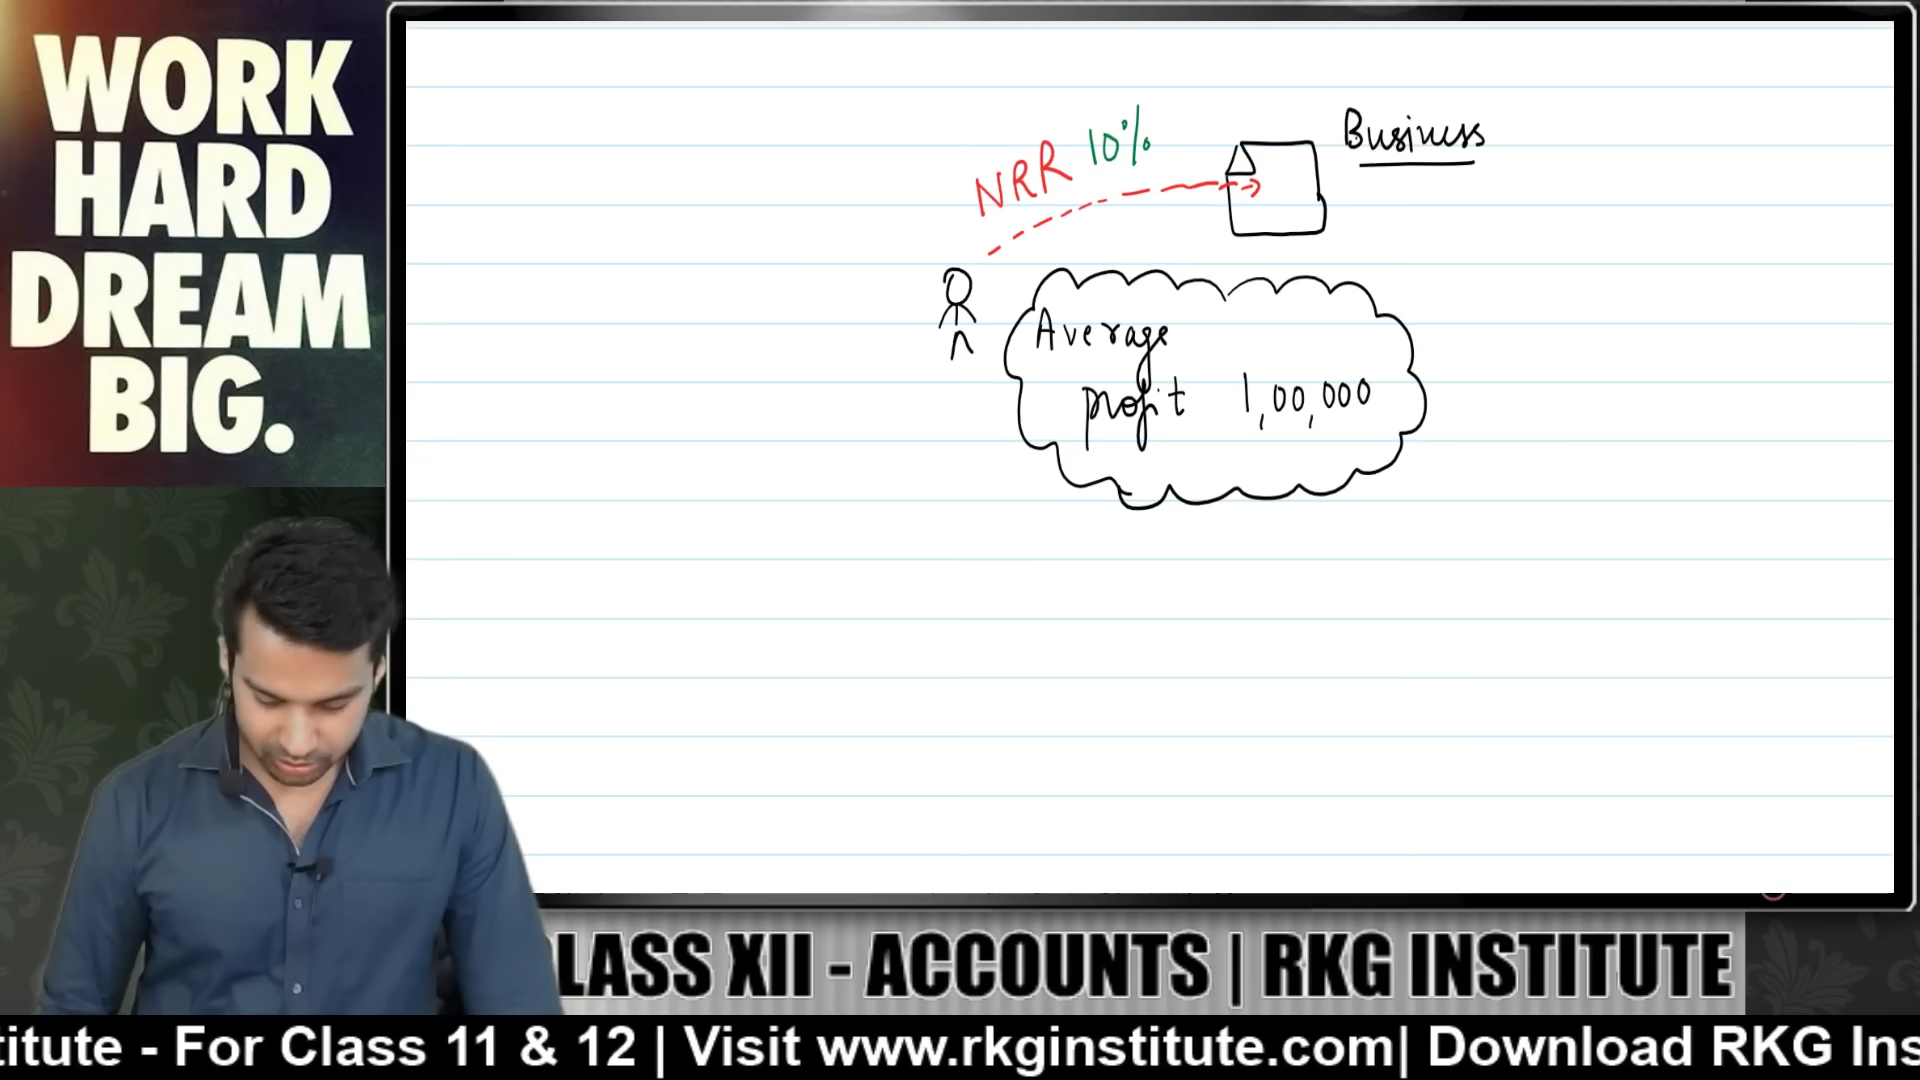 WORK
HARD
DREAM
BIG.
NRR 10%
Business
Average
profit 1,00,000
LASS XII - ACCOUNTS | RKG INSTITUTE
titute - For Class 11 & 12 | Visit www.rkginstitute.com| Download RKG Ins